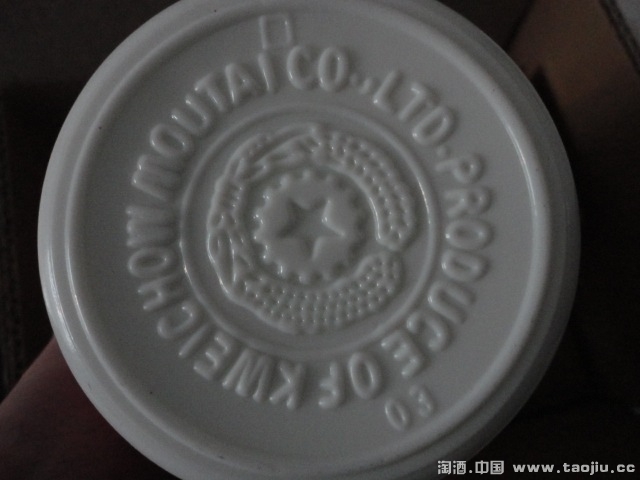 PRODUCE OF KWEICHOW MOUTAI CO.,LTD.
03
淘酒.中国 www.taojiu.cc